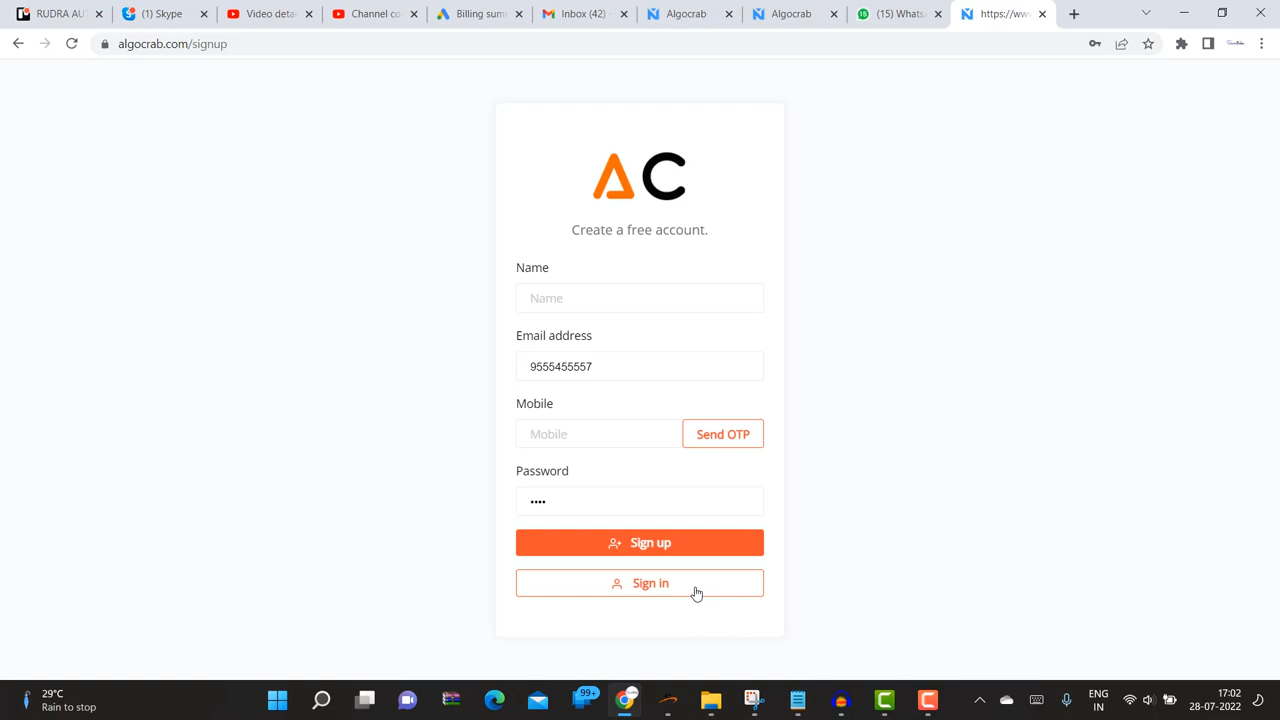 RUDRA AUT
(1) Skype
Video deta
Channel co
Billing sum
Inbox (42) -
Algocrab
Algocrab
(15) Whats
https://ww
algocrab.com/signup
AC
Create a free account.
Name
Name
Email address
9555455557
Mobile
Mobile
Send OTP
Password
••••
Sign up
Sign in
29°C
Rain to stop
99+
ENG
IN
17:02
28-07-2022